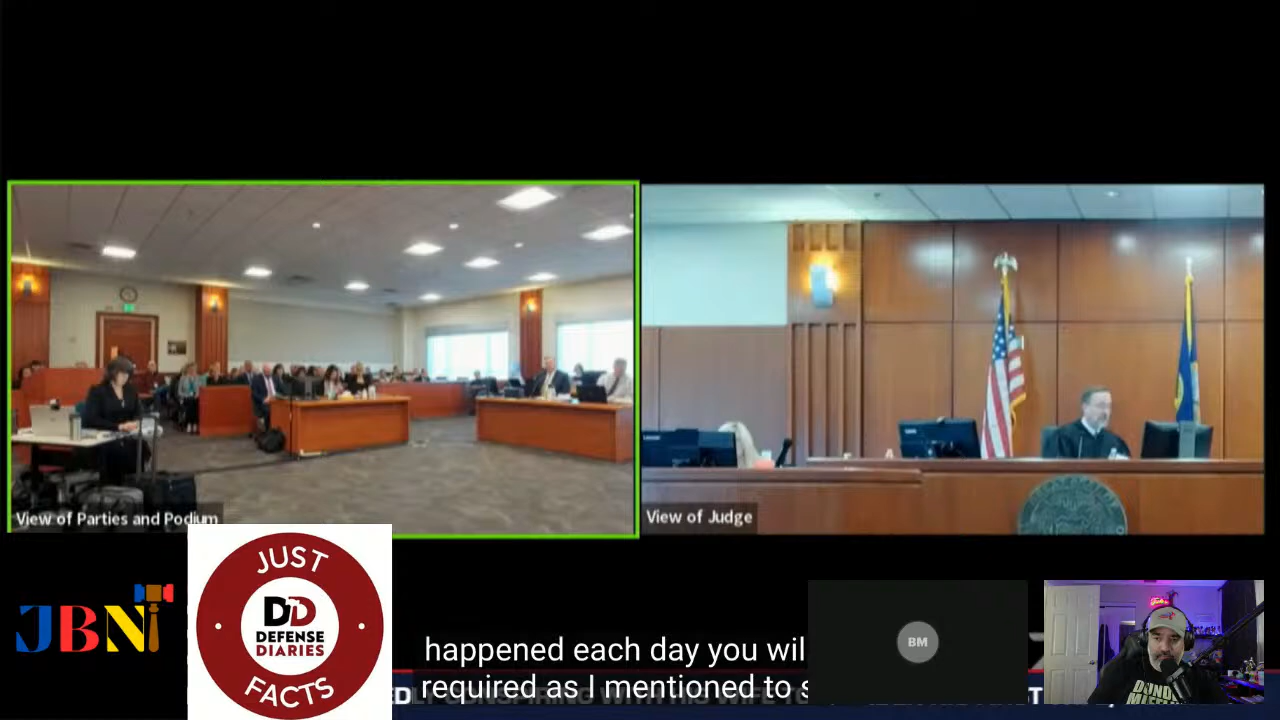 View of Parties and Podium
View of Judge
JBN
JUST
DD
DEFENSE
DIARIES
FACTS
happened each day you wil
required as I mentioned to s
BM